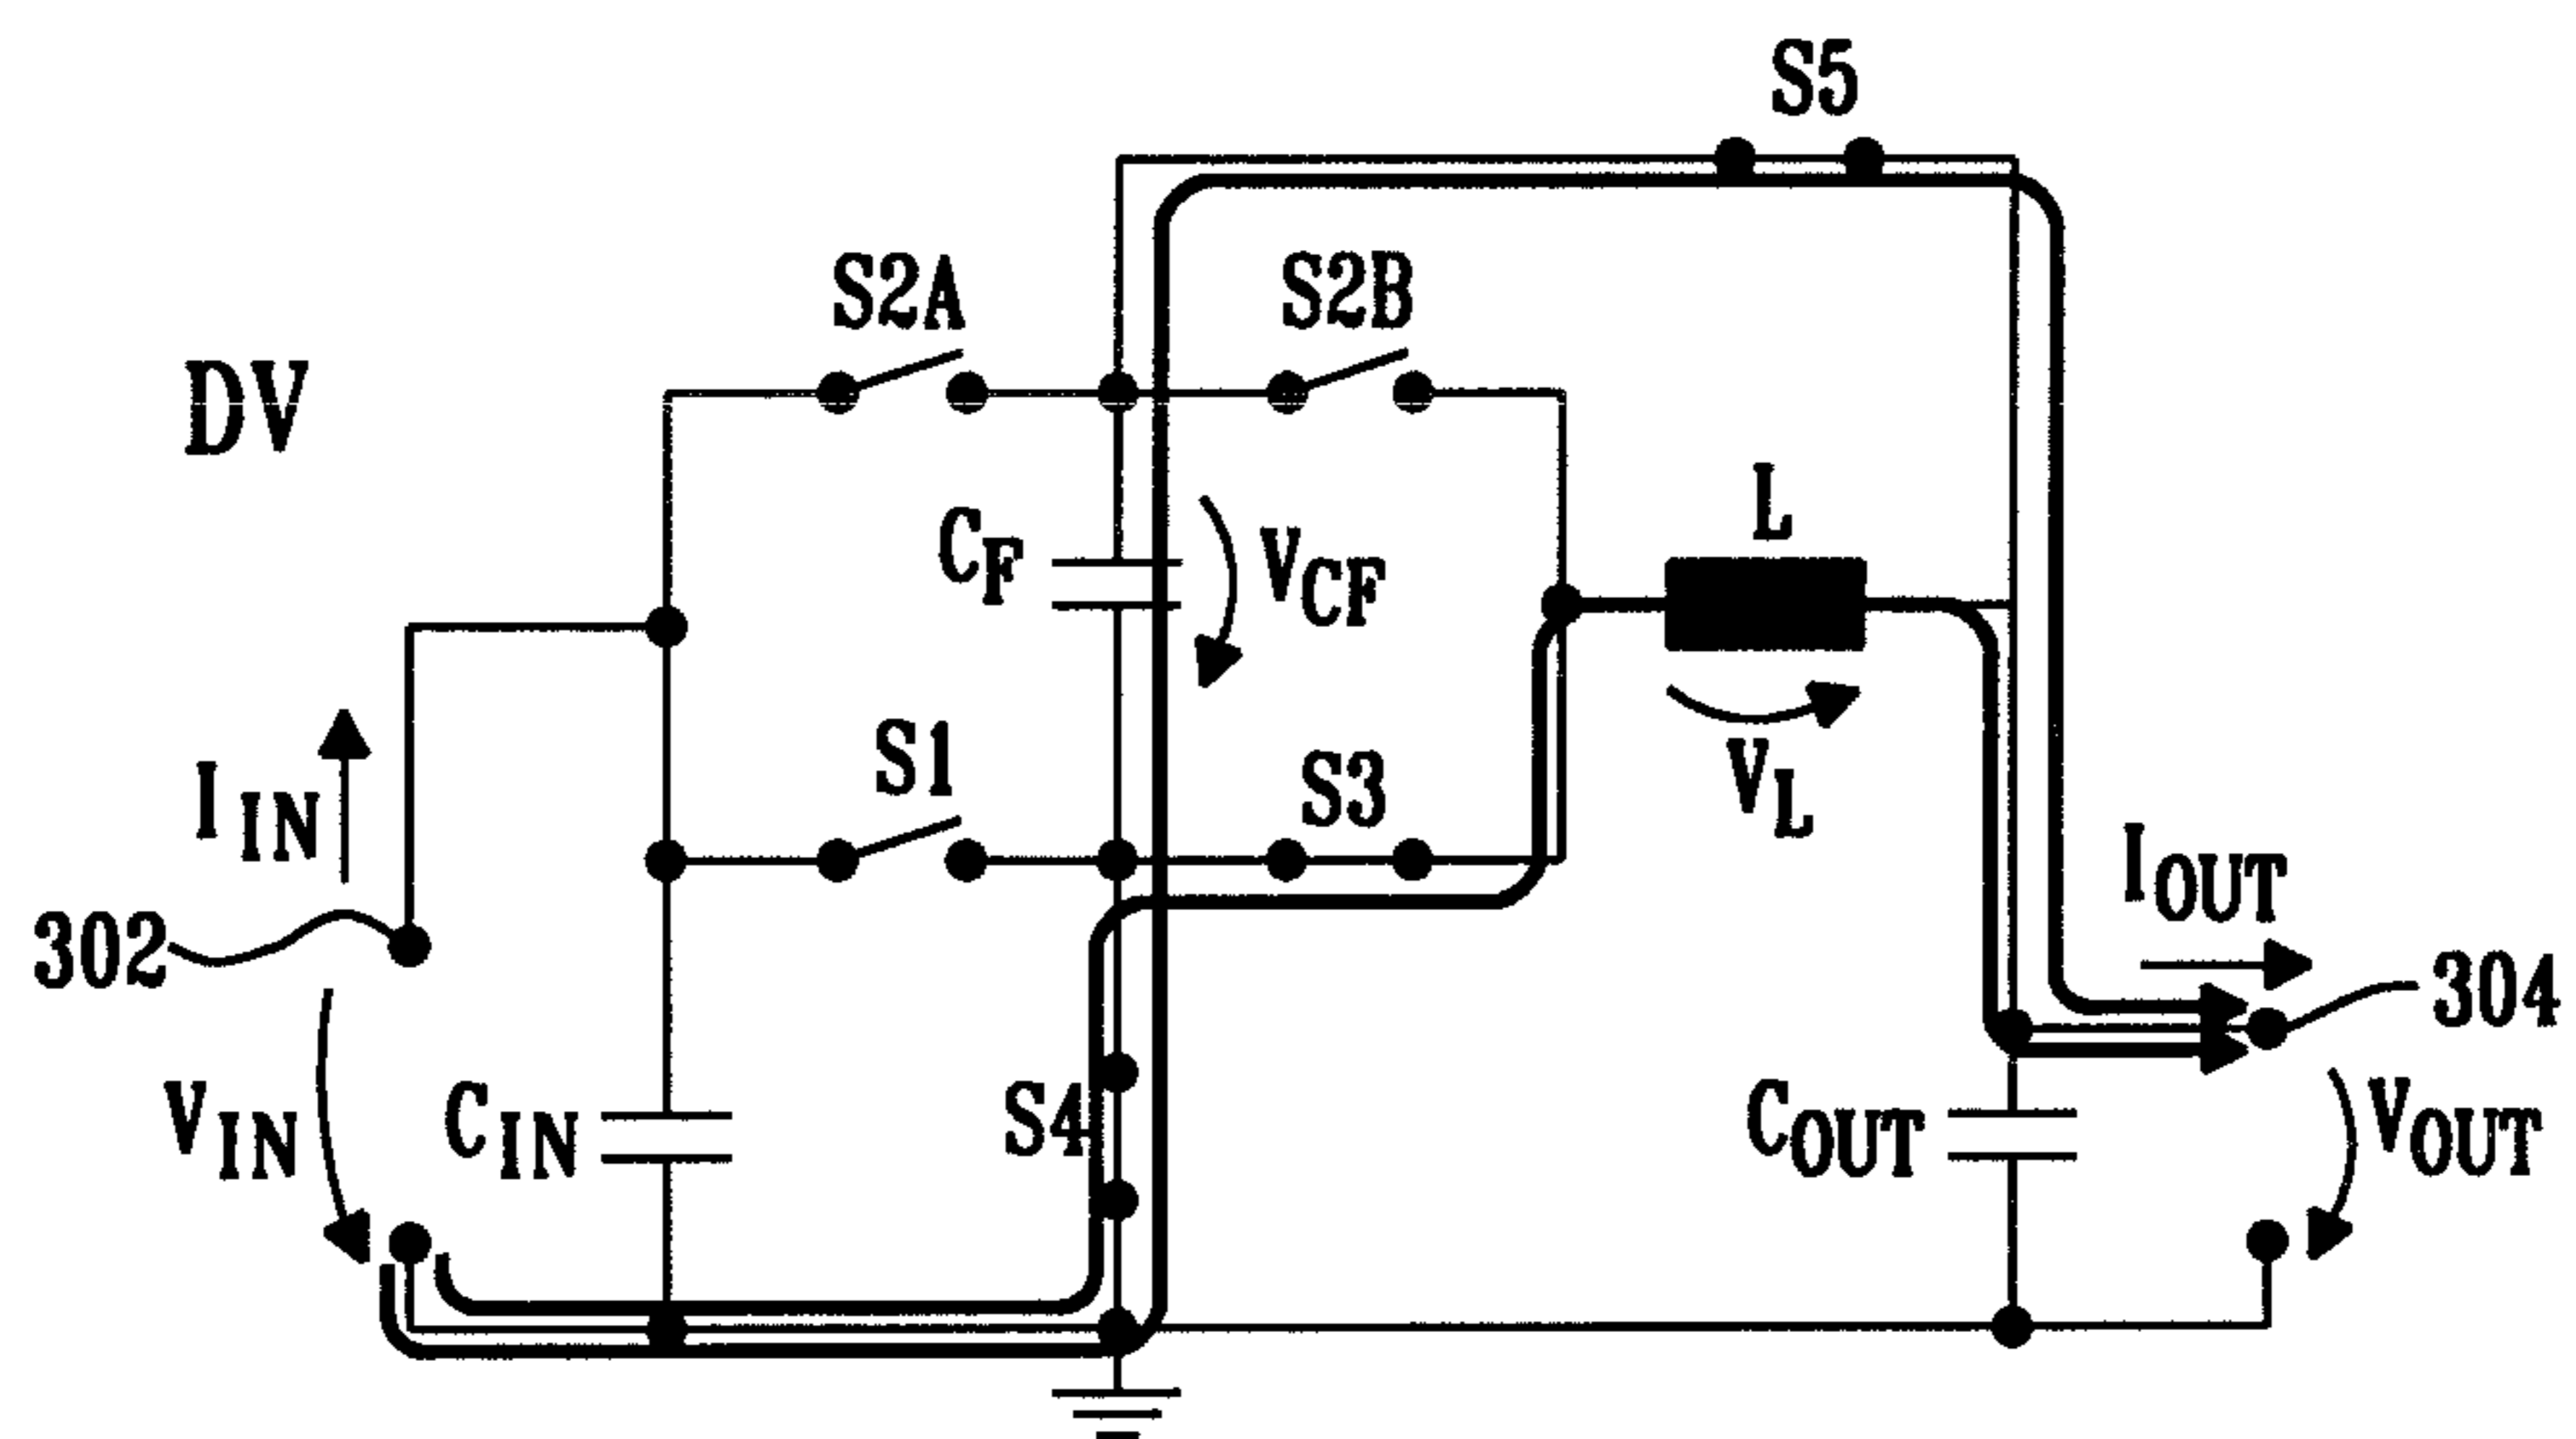 S5
S2A
S2B
DV
L
CF
VCF
S1
S3
VL
IIN
IOUT
302
304
VIN
CIN
S4
COUT
VOUT